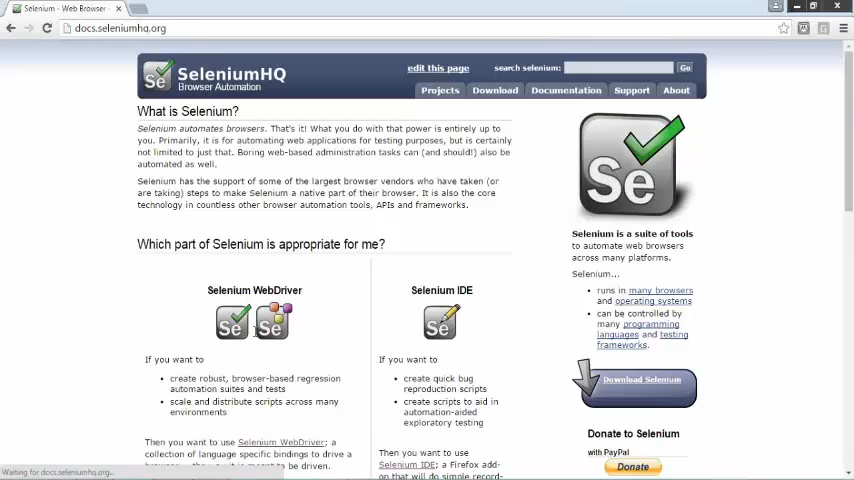 Selenium - Web Browser
docs.seleniumhq.org
SeleniumHQ
Browser Automation
edit this page
search selenium:
Go
Projects
Download
Documentation
Support
About
What is Selenium?
Selenium automates browsers. That's it! What you do with that power is entirely up to
you. Primarily, it is for automating web applications for testing purposes, but is certainly
not limited to just that. Boring web-based administration tasks can (and should!) also be
automated as well.
Selenium has the support of some of the largest browser vendors who have taken (or
are taking) steps to make Selenium a native part of their browser. It is also the core
technology in countless other browser automation tools, APIs and frameworks.
Which part of Selenium is appropriate for me?
Selenium WebDriver
Se
Se
If you want to
• create robust, browser-based regression
automation suites and tests
• scale and distribute scripts across many
environments
Then you want to use Selenium WebDriver; a
collection of language specific bindings to drive a
Selenium IDE
Se
If you want to
• create quick bug
reproduction scripts
• create scripts to aid in
automation-aided
exploratory testing
Then you want to use
Selenium IDE; a Firefox add-
on that will do simple record-
Se
Selenium is a suite of tools
to automate web browsers
across many platforms.
Selenium...
• runs in many browsers
and operating systems
• can be controlled by
many programming
languages and testing
frameworks.
Download Selenium
Donate to Selenium
with PayPal
Donate
Waiting for docs.seleniumhq.org...